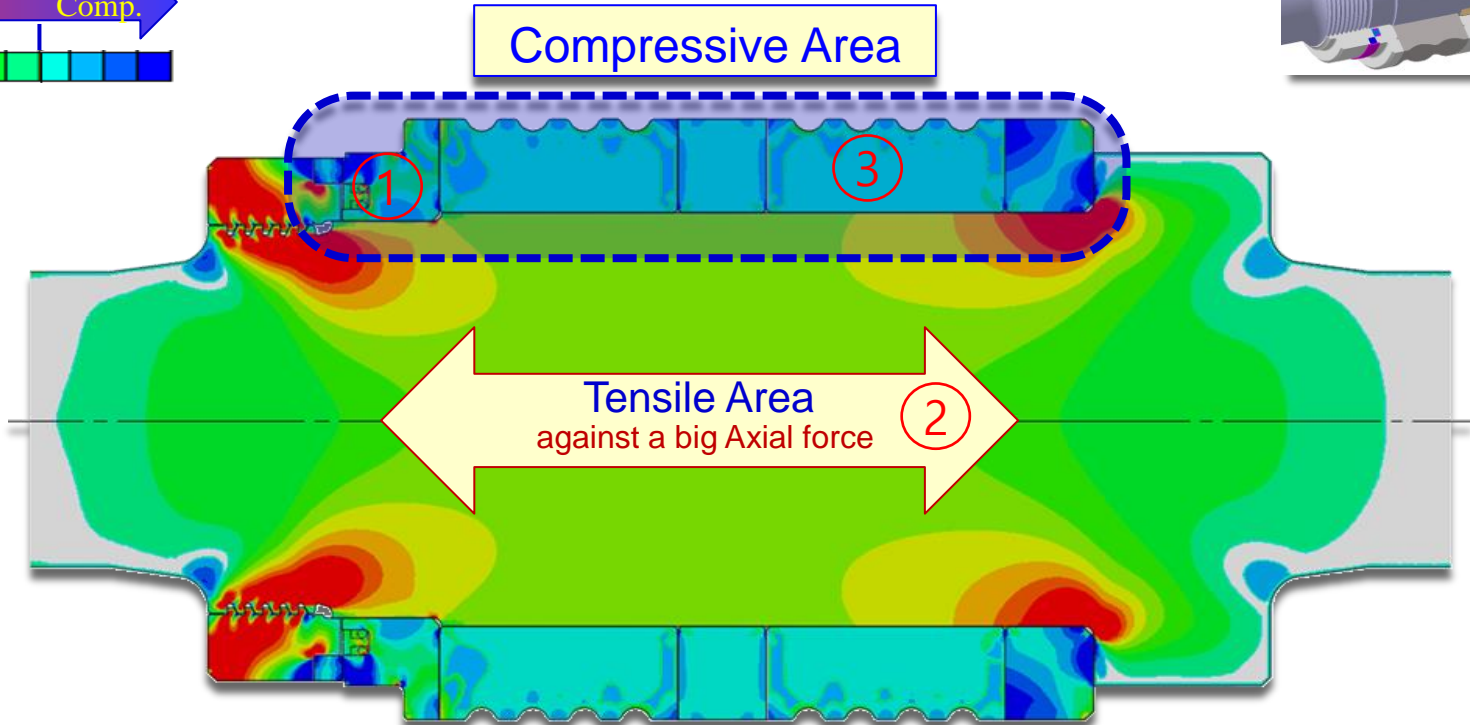 Comp.
Compressive Area
①
③
Tensile Area
against a big Axial force
②